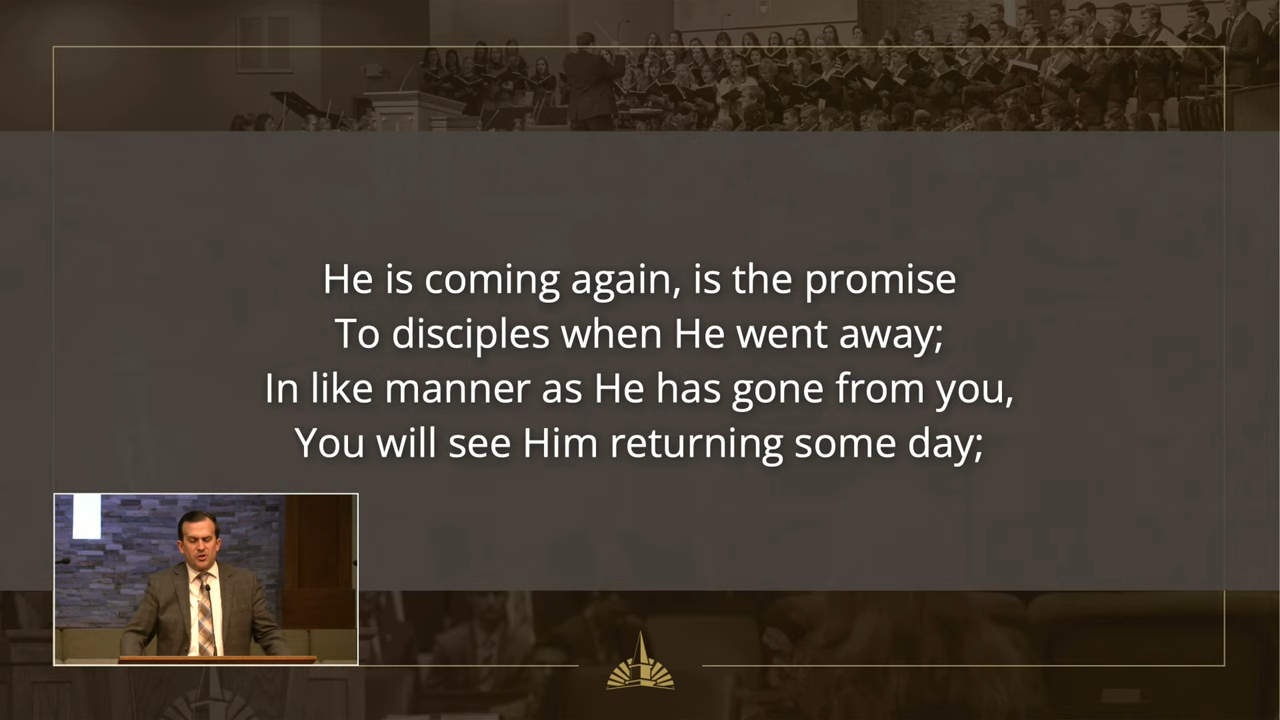 He is coming again, is the promise
To disciples when He went away;
In like manner as He has gone from you,
You will see Him returning some day;